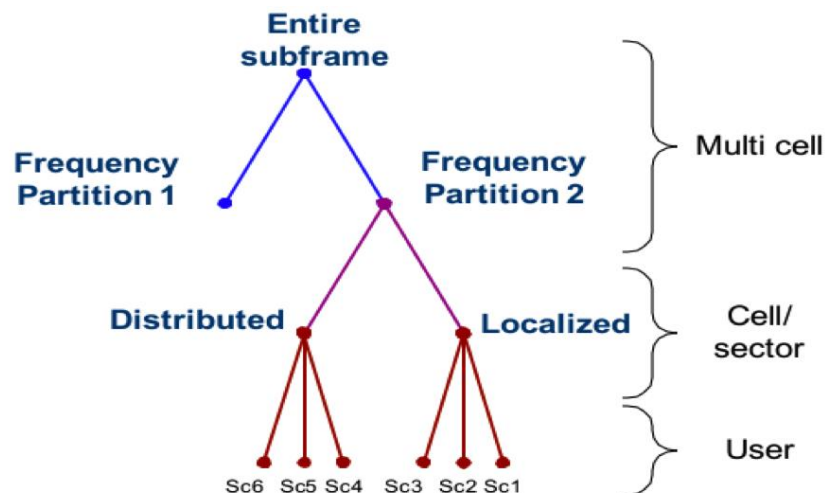 Entire
subframe
Frequency
Partition 1
Frequency
Partition 2
Multi cell
Distributed
Localized
Cell/
sector
User
Sc6 Sc5 Sc4 Sc3 Sc2 Sc1